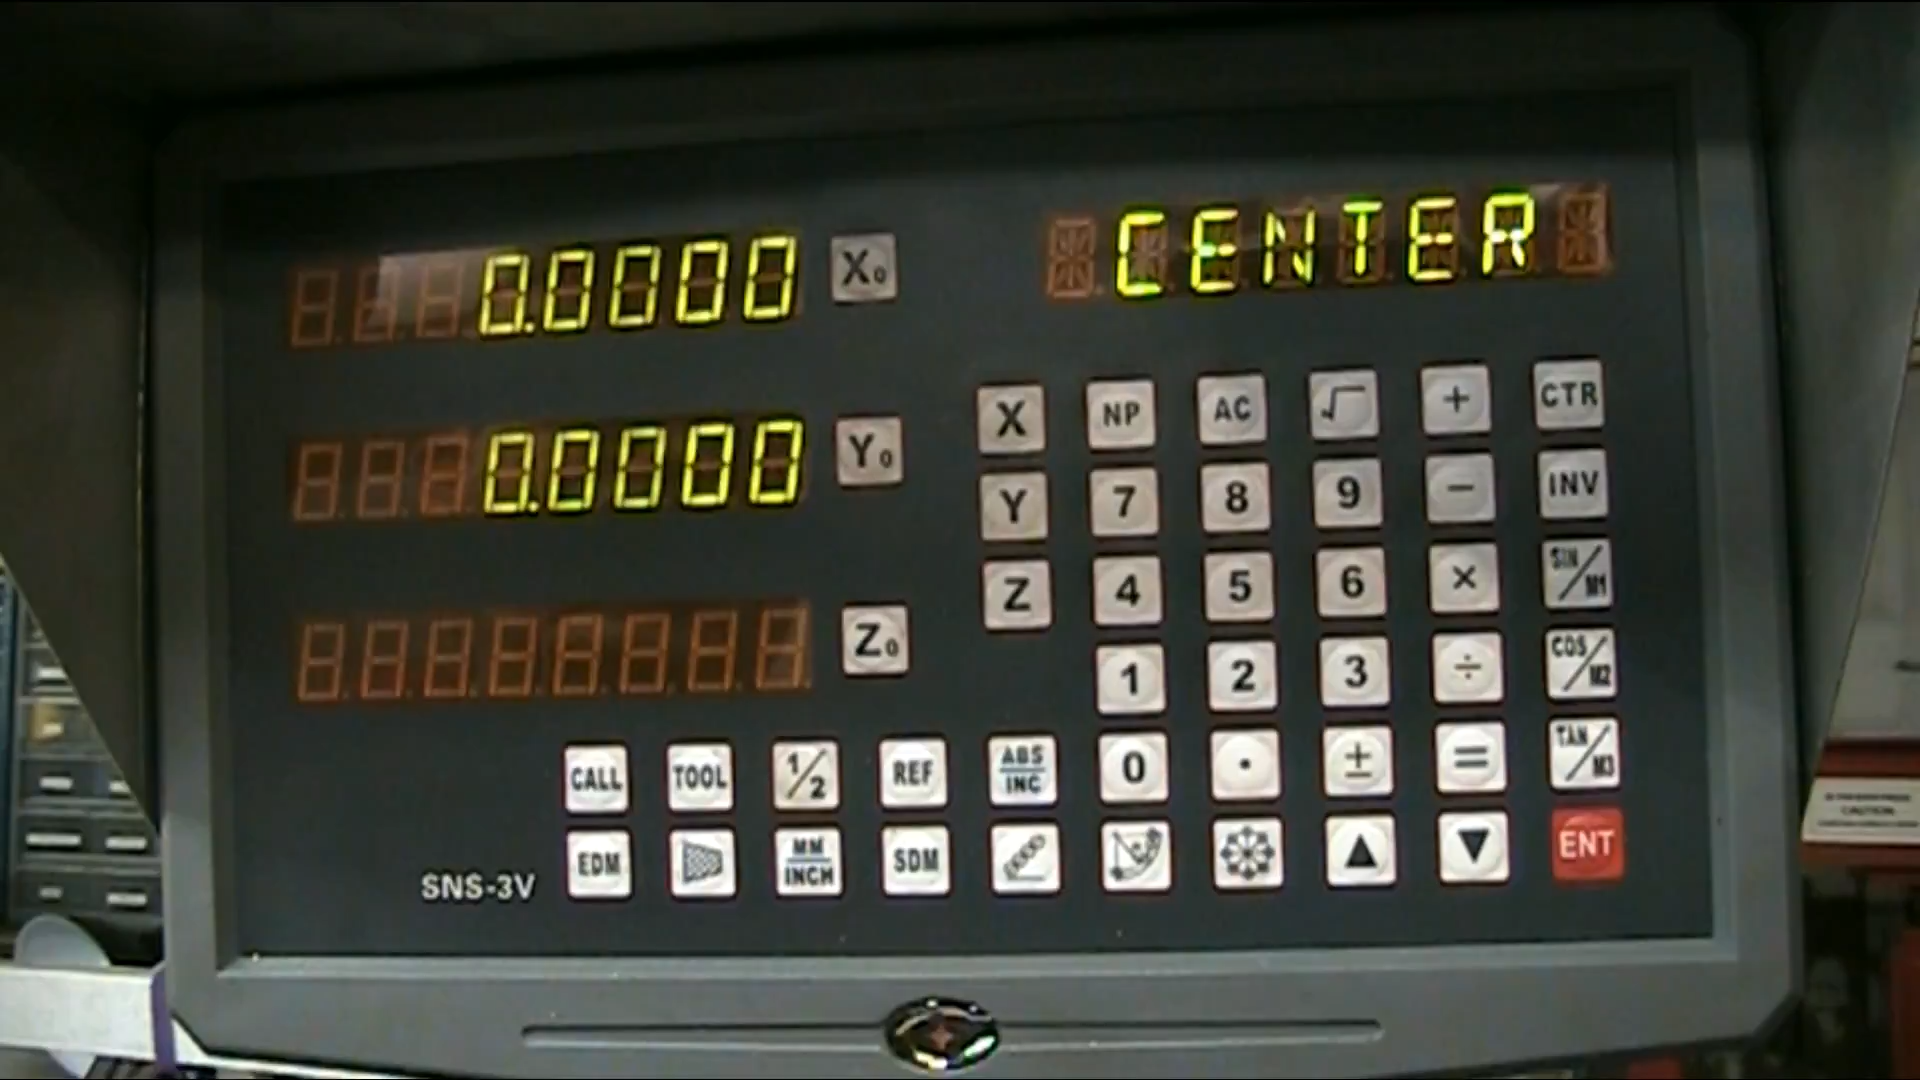 0.0000 X₀ CENTER
0.0000 Y₀
Z₀
X NP AC √ + CTR
Y 7 8 9 − INV
Z 4 5 6 × SIN/M1
1 2 3 ÷ COS/M2
CALL TOOL 1/2 REF ABS/INC 0 . ± = TAN/M3
SNS-3V EDM MM/INCH SDM ▲ ▼ ENT
CAUTION